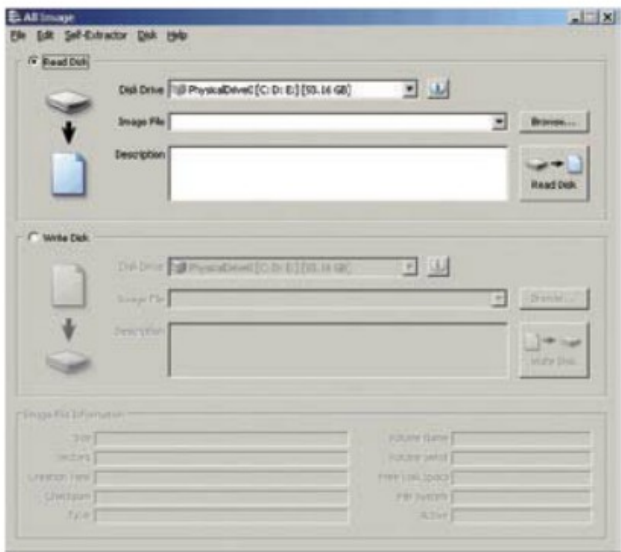 All Image
File Edit Self-Extractor Disk Help
Read Disk
Disk Drive PhysicalDrive0 [C: D: E:] [93.16 GB]
Image File Browse...
Description
Read Disk
Write Disk
Disk Drive PhysicalDrive0 [C: D: E:] [93.16 GB]
Image File Browse...
Description
Write Disk
Image File Information
Size Volume Name
Sectors Volume Serial
Creation Time Free Disk Space
Checksum File System
Type Active